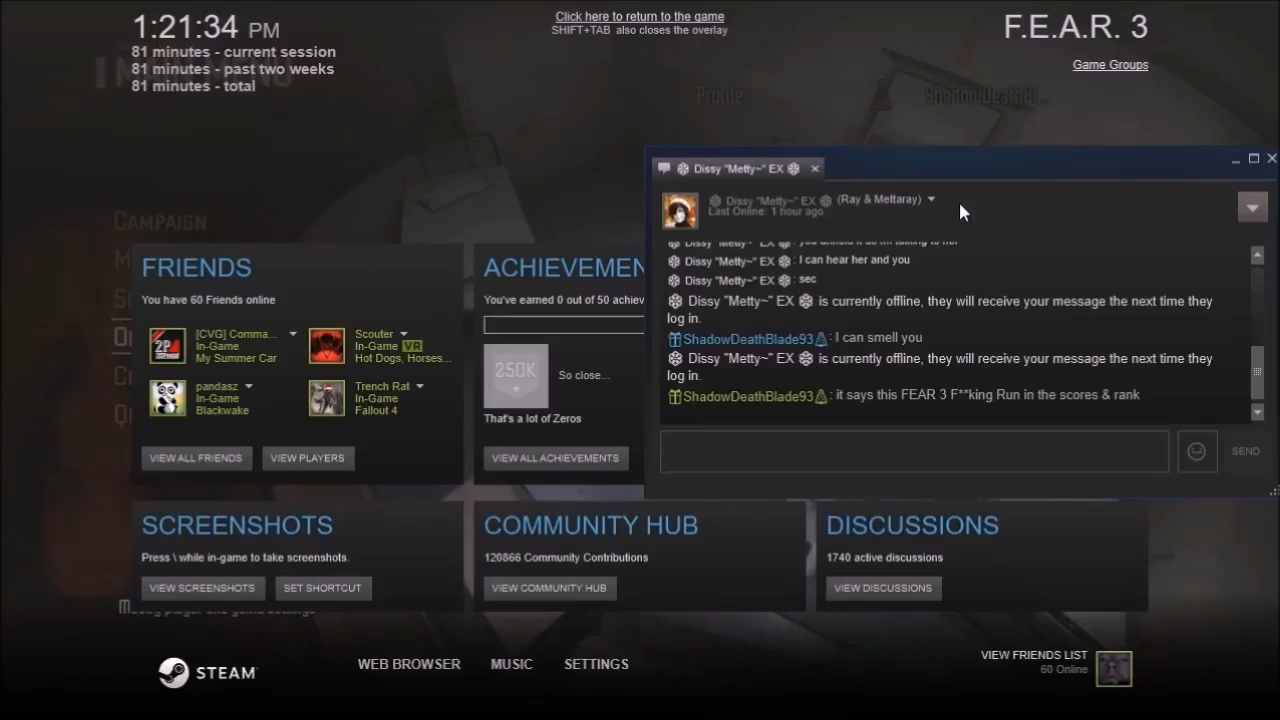 1:21:34 PM
81 minutes - current session
81 minutes - past two weeks
81 minutes - total
Click here to return to the game
SHIFT+TAB also closes the overlay
F.E.A.R. 3
Game Groups
Profile:
ShadowDeathBl...
Dissy "Metty~" EX
Dissy "Metty~" EX (Ray & Mettaray)
Last Online: 1 hour ago
Dissy "Metty~" EX : I can hear her and you
Dissy "Metty~" EX : sec
Dissy "Metty~" EX is currently offline, they will receive your message the next time they
log in.
ShadowDeathBlade93: I can smell you
Dissy "Metty~" EX is currently offline, they will receive your message the next time they
log in.
ShadowDeathBlade93: it says this FEAR 3 F**king Run in the scores & rank
SEND
CAMPAIGN
FRIENDS
You have 60 Friends online
[CVG] Comma...
In-Game
My Summer Car
Scouter
In-Game VR
Hot Dogs, Horses...
pandasz
In-Game
Blackwake
Trench Rat
In-Game
Fallout 4
VIEW ALL FRIENDS
VIEW PLAYERS
ACHIEVEMEN
You've earned 0 out of 50 achiev
250K
So close...
That's a lot of Zeros
VIEW ALL ACHIEVEMENTS
SCREENSHOTS
Press \ while in-game to take screenshots.
VIEW SCREENSHOTS
SET SHORTCUT
COMMUNITY HUB
120866 Community Contributions
VIEW COMMUNITY HUB
DISCUSSIONS
1740 active discussions
VIEW DISCUSSIONS
STEAM
WEB BROWSER
MUSIC
SETTINGS
VIEW FRIENDS LIST
60 Online